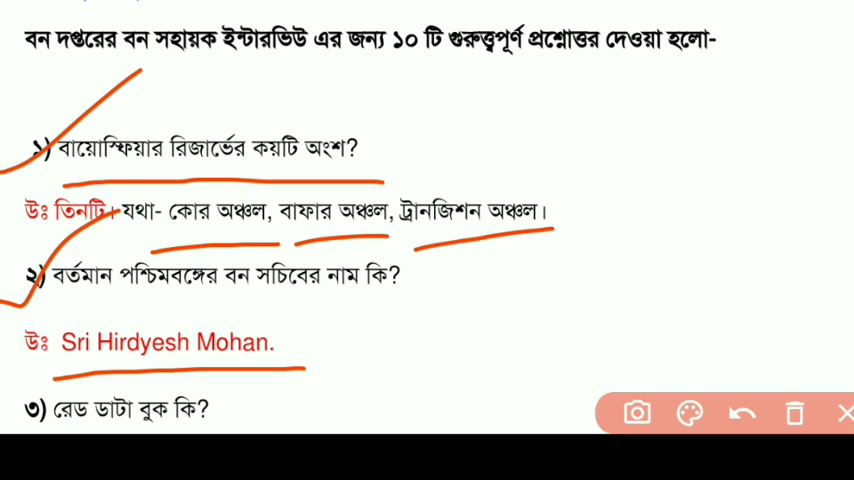 বন দপ্তরের বন সহায়ক ইন্টারভিউ এর জন্য ১০ টি গুরুত্বপূর্ণ প্রশ্নোত্তর দেওয়া হলো-
১) বায়োস্ফিয়ার রিজার্ভের কয়টি অংশ?
উঃ তিনটি। যথা- কোর অঞ্চল, বাফার অঞ্চল, ট্রানজিশন অঞ্চল।
২) বর্তমান পশ্চিমবঙ্গের বন সচিবের নাম কি?
উঃ Sri Hirdyesh Mohan.
৩) রেড ডাটা বুক কি?